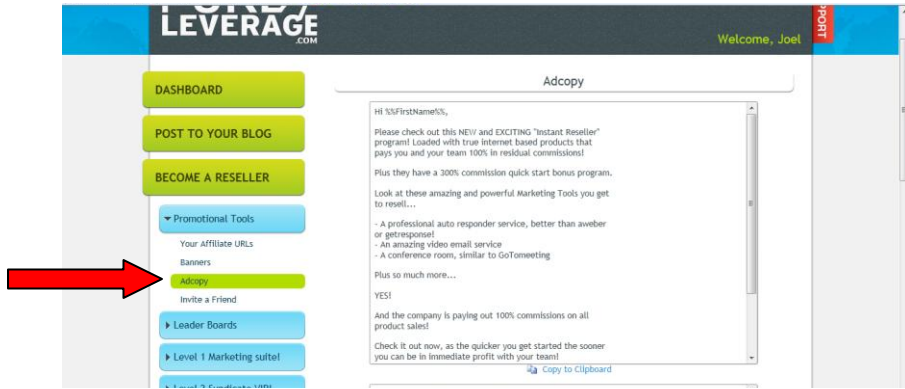 LEVERAGE
.COM
Welcome, Joel
PPORT
DASHBOARD
POST TO YOUR BLOG
BECOME A RESELLER
Promotional Tools
Your Affiliate URLs
Banners
Adcopy
Invite a Friend
Leader Boards
Level 1 Marketing suite!
Adcopy
Hi %%FirstName%%,
Please check out this NEW and EXCITING "Instant Reseller"
program! Loaded with true internet based products that
pays you and your team 100% in residual commissions!
Plus they have a 300% commission quick start bonus program.
Look at these amazing and powerful Marketing Tools you get
to resell...
- A professional auto responder service, better than aweber
or getresponse!
- An amazing video email service
- A conference room, similar to GoTomeeting
Plus so much more...
YES!
And the company is paying out 100% commissions on all
product sales!
Check it out now, as the quicker you get started the sooner
you can be in immediate profit with your team!
Copy to Clipboard